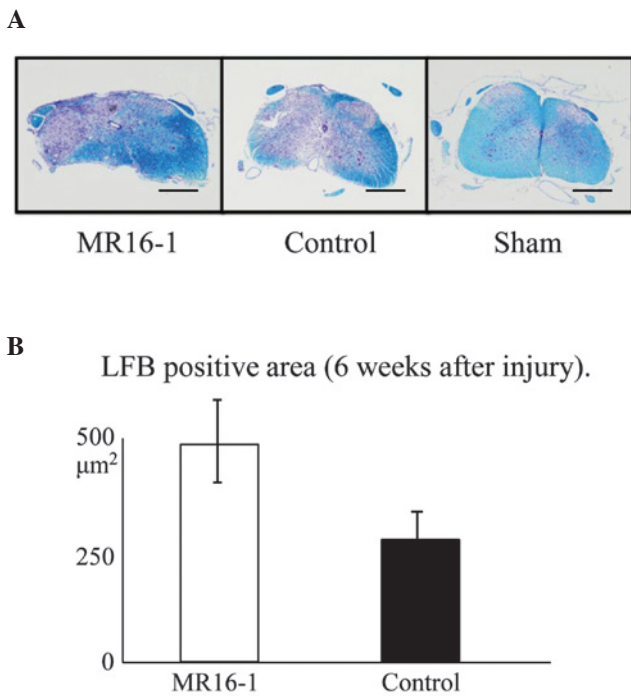 A
MR16-1 Control Sham
B
LFB positive area (6 weeks after injury).
500
μm²
250
0
MR16-1 Control